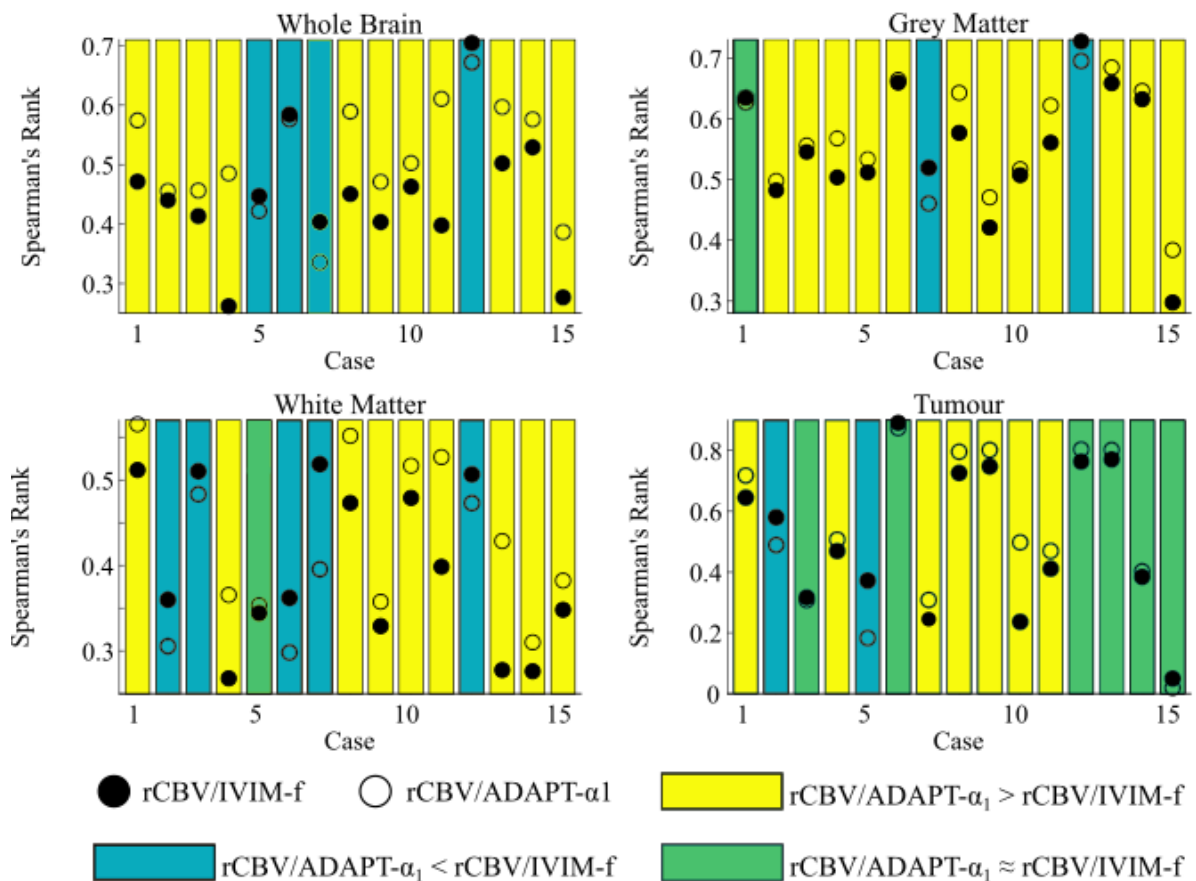 Whole Brain
Spearman's Rank
0.7
0.6
0.5
0.4
0.3
1
5
10
15
Case
Grey Matter
Spearman's Rank
0.7
0.6
0.5
0.4
0.3
1
5
10
15
Case
White Matter
Spearman's Rank
0.5
0.4
0.3
1
5
10
15
Case
Tumour
Spearman's Rank
0.8
0.6
0.4
0.2
0
1
5
10
15
Case
rCBV/IVIM-f
rCBV/ADAPT-α1
rCBV/ADAPT-α₁ > rCBV/IVIM-f
rCBV/ADAPT-α₁ < rCBV/IVIM-f
rCBV/ADAPT-α₁ ≈ rCBV/IVIM-f